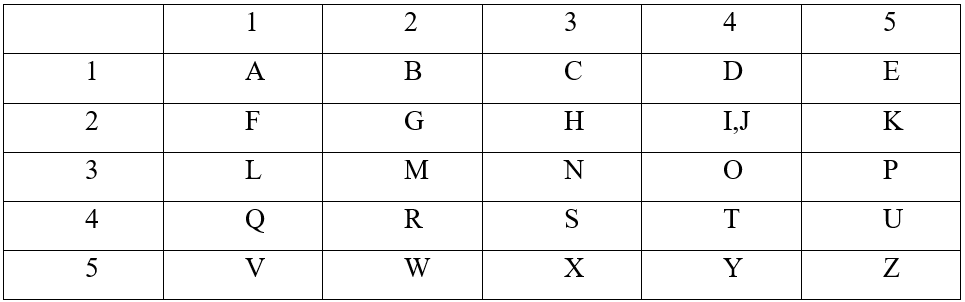 1 2 3 4 5
1 A B C D E
2 F G H I,J K
3 L M N O P
4 Q R S T U
5 V W X Y Z